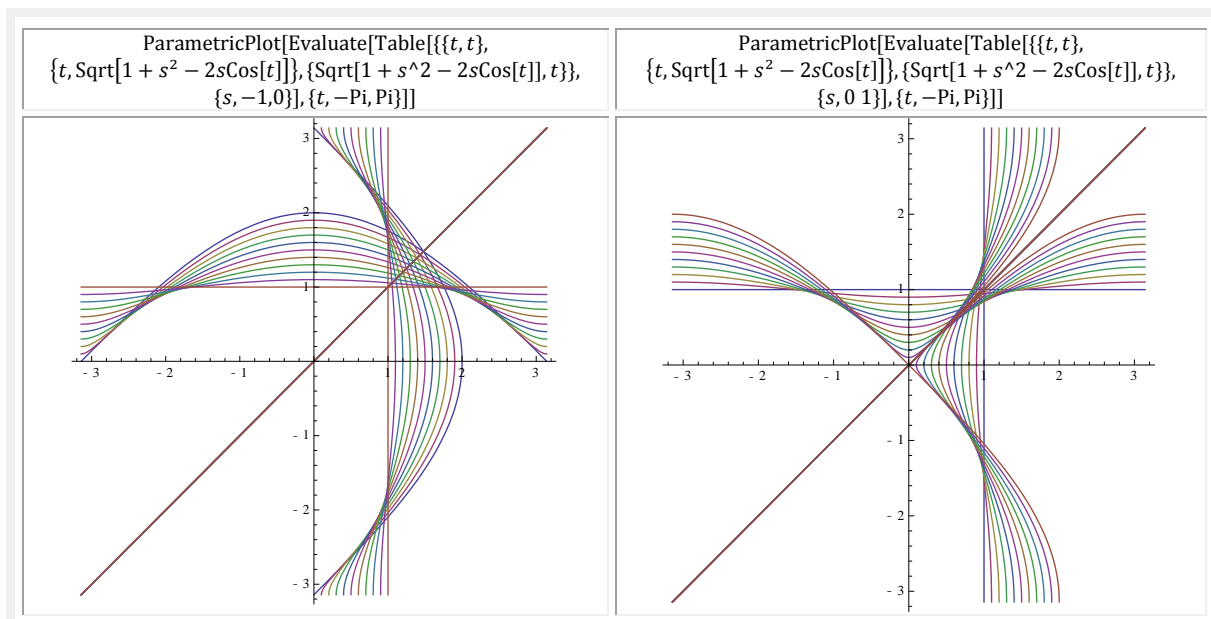 ParametricPlot[Evaluate[Table[{{t, t},
{t, Sqrt[1 + s² − 2sCos[t]]}, {Sqrt[1 + s^2 − 2sCos[t]], t}},
{s, −1,0}], {t, −Pi, Pi}]]
ParametricPlot[Evaluate[Table[{{t, t},
{t, Sqrt[1 + s² − 2sCos[t]]}, {Sqrt[1 + s^2 − 2sCos[t]], t}},
{s, 0 1}], {t, −Pi, Pi}]]
3
2
1
- 3 - 2 - 1 1 2 3
- 1
- 2
- 3
3
2
1
- 3 - 2 - 1 1 2 3
- 1
- 2
- 3